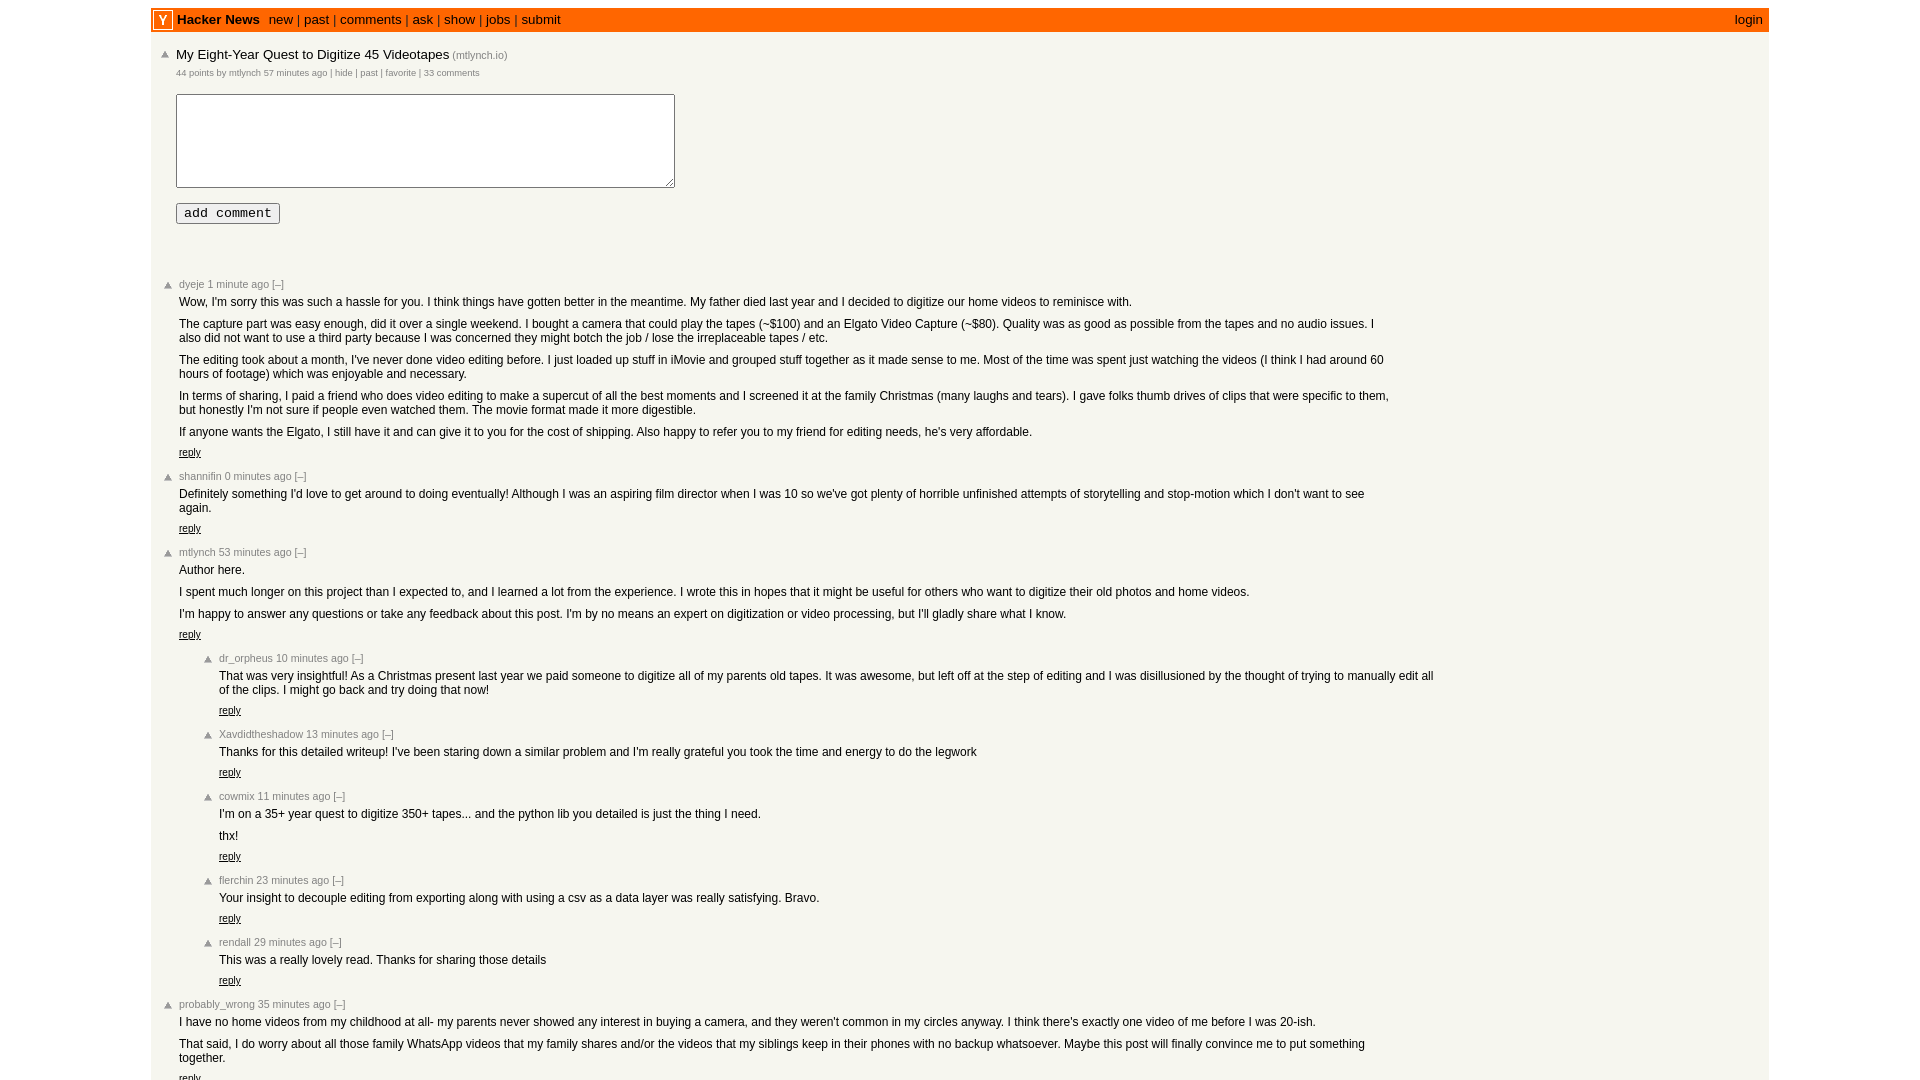 Y Hacker News new | past | comments | ask | show | jobs | submit login
My Eight-Year Quest to Digitize 45 Videotapes (mtlynch.io)
44 points by mtlynch 57 minutes ago | hide | past | favorite | 33 comments
add comment
dyeje 1 minute ago [–]
Wow, I'm sorry this was such a hassle for you. I think things have gotten better in the meantime. My father died last year and I decided to digitize our home videos to reminisce with.
The capture part was easy enough, did it over a single weekend. I bought a camera that could play the tapes (~$100) and an Elgato Video Capture (~$80). Quality was as good as possible from the tapes and no audio issues. I
also did not want to use a third party because I was concerned they might botch the job / lose the irreplaceable tapes / etc.
The editing took about a month, I've never done video editing before. I just loaded up stuff in iMovie and grouped stuff together as it made sense to me. Most of the time was spent just watching the videos (I think I had around 60
hours of footage) which was enjoyable and necessary.
In terms of sharing, I paid a friend who does video editing to make a supercut of all the best moments and I screened it at the family Christmas (many laughs and tears). I gave folks thumb drives of clips that were specific to them,
but honestly I'm not sure if people even watched them. The movie format made it more digestible.
If anyone wants the Elgato, I still have it and can give it to you for the cost of shipping. Also happy to refer you to my friend for editing needs, he's very affordable.
reply
shannifin 0 minutes ago [–]
Definitely something I'd love to get around to doing eventually! Although I was an aspiring film director when I was 10 so we've got plenty of horrible unfinished attempts of storytelling and stop-motion which I don't want to see
again.
reply
mtlynch 53 minutes ago [–]
Author here.
I spent much longer on this project than I expected to, and I learned a lot from the experience. I wrote this in hopes that it might be useful for others who want to digitize their old photos and home videos.
I'm happy to answer any questions or take any feedback about this post. I'm by no means an expert on digitization or video processing, but I'll gladly share what I know.
reply
dr_orpheus 10 minutes ago [–]
That was very insightful! As a Christmas present last year we paid someone to digitize all of my parents old tapes. It was awesome, but left off at the step of editing and I was disillusioned by the thought of trying to manually edit all
of the clips. I might go back and try doing that now!
reply
Xavdidtheshadow 13 minutes ago [–]
Thanks for this detailed writeup! I've been staring down a similar problem and I'm really grateful you took the time and energy to do the legwork
reply
cowmix 11 minutes ago [–]
I'm on a 35+ year quest to digitize 350+ tapes... and the python lib you detailed is just the thing I need.
thx!
reply
flerchin 23 minutes ago [–]
Your insight to decouple editing from exporting along with using a csv as a data layer was really satisfying. Bravo.
reply
rendall 29 minutes ago [–]
This was a really lovely read. Thanks for sharing those details
reply
probably_wrong 35 minutes ago [–]
I have no home videos from my childhood at all- my parents never showed any interest in buying a camera, and they weren't common in my circles anyway. I think there's exactly one video of me before I was 20-ish.
That said, I do worry about all those family WhatsApp videos that my family shares and/or the videos that my siblings keep in their phones with no backup whatsoever. Maybe this post will finally convince me to put something
together.
reply